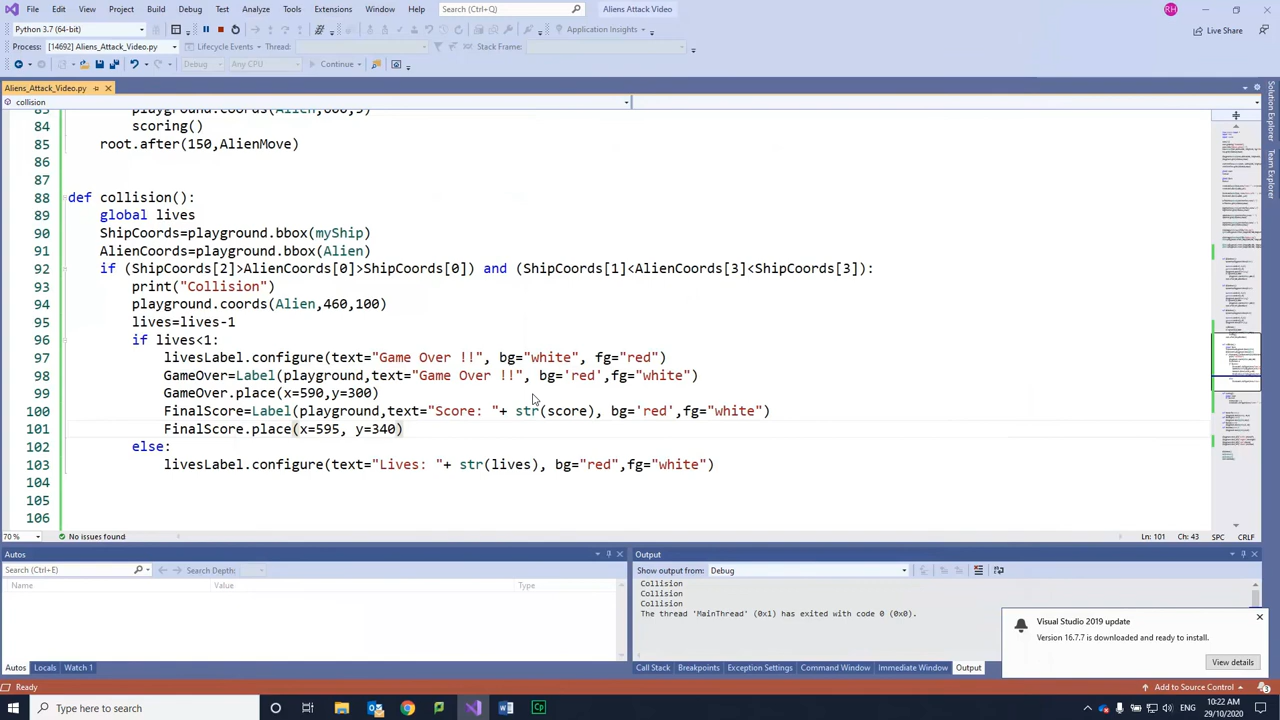 File Edit View Project Build Debug Test Analyze Tools Extensions Window Help Search (Ctrl+Q) Aliens Attack RH
Python 3.7 (64-bit) Application Insights Live Share
Process: [14692] Aliens_Attack_Video.py Lifecycle Events Thread: Stack Frame:
Debug Any CPU Continue
Aliens_Attack_Video.py
collision
Solution Explorer
Team Explorer
84 scoring()
85 root.after(150,AlienMove)
86
87
88 def collision():
89 global lives
90 ShipCoords=playground.bbox(myShip)
91 AlienCoords=playground.bbox(Alien)
92 if (ShipCoords[2]>AlienCoords[0]>ShipCoords[0]) and (ShipCoords[1]<AlienCoords[3]<ShipCoords[3]):
93 print("Collision")
94 playground.coords(Alien,460,100)
95 lives=lives-1
96 if lives<1:
97 livesLabel.configure(text="Game Over !!", bg="white", fg="red")
98 GameOver=Label(playground,text="Game Over !!", bg='red',fg="white")
99 GameOver.place(x=590,y=300)
100 FinalScore=Label(playground,text="Score: "+ str(score), bg='red',fg="white")
101 FinalScore.place(x=595, y=340)
102 else:
103 livesLabel.configure(text="Lives: "+ str(lives), bg="red",fg="white")
104
105
106
70 % No issues found Ln: 101 Ch: 43 SPC CRLF
Autos
Search (Ctrl+E) Search Depth:
Name Value Type
Autos Locals Watch 1
Output
Show output from: Debug
Collision
Collision
Collision
The thread 'MainThread' (0x1) has exited with code 0 (0x0).
Call Stack Breakpoints Exception Settings Command Window Immediate Window Output
Visual Studio 2019 update
Version 16.7.7 is downloaded and ready to install.
View details
Ready Add to Source Control 3
Type here to search
10:22 AM
29/10/2020